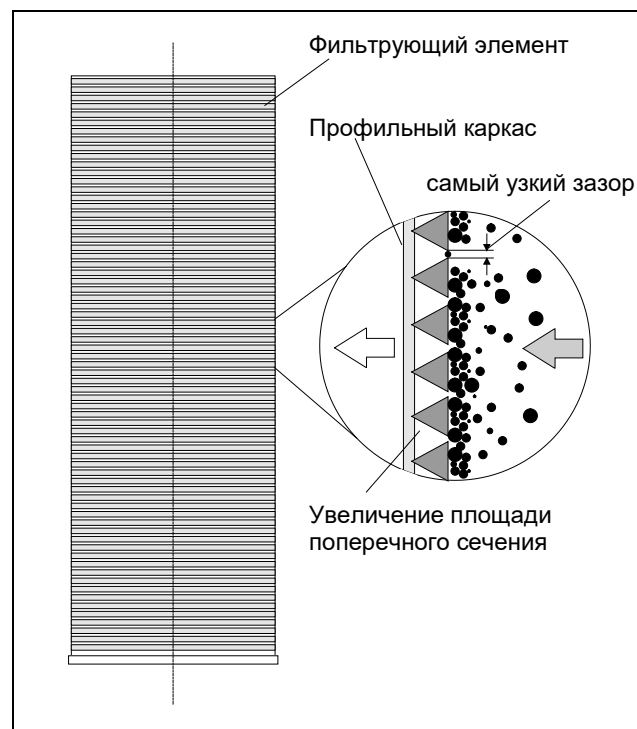 Фильтрующий элемент
Профильный каркас
самый узкий зазор
Увеличение площади
поперечного сечения